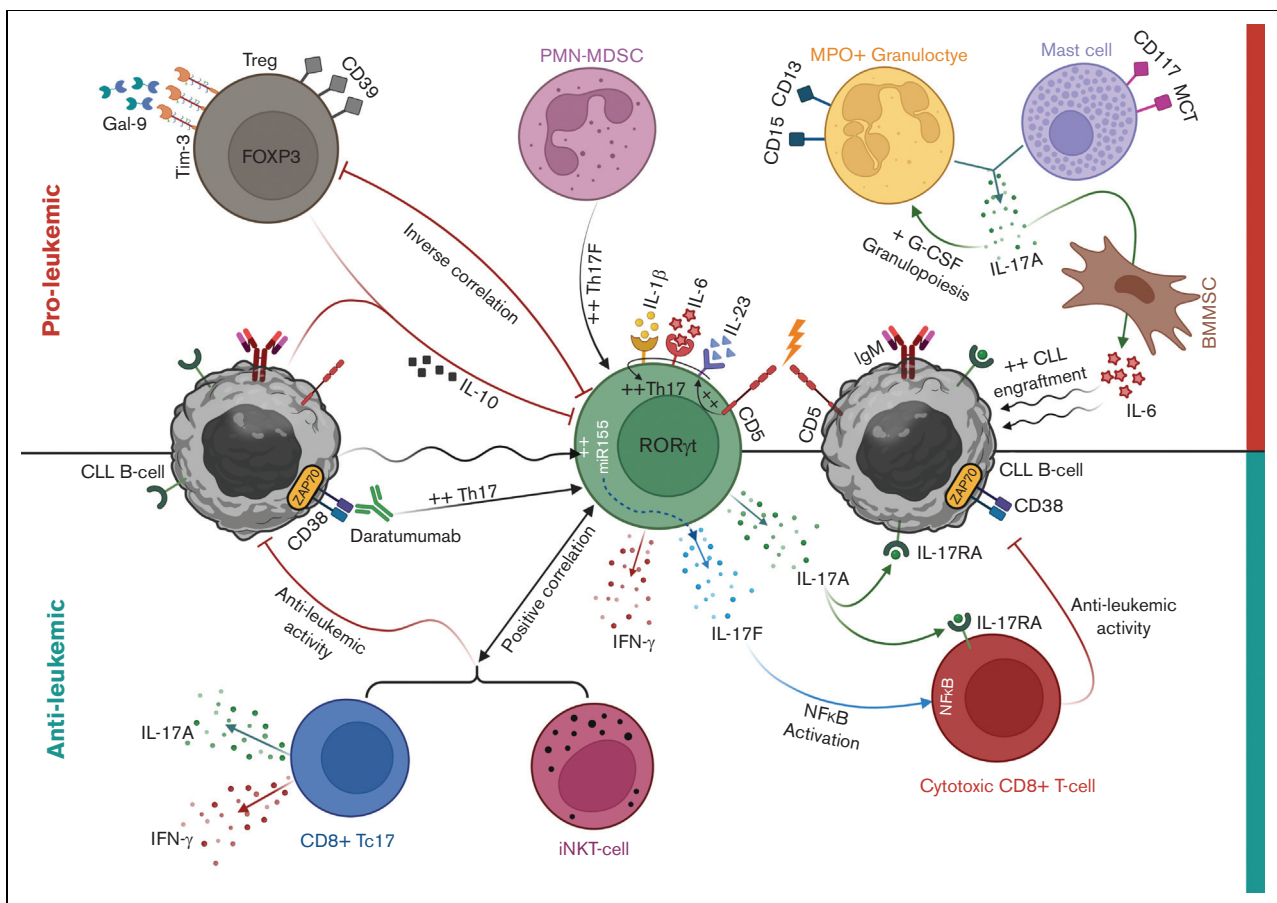 Pro-leukemic
Anti-leukemic
Treg
CD39
Gal-9
Tim-3
FOXP3
PMN-MDSC
MPO+ Granuloctye
CD13
CD15
Mast cell
CD117
MCT
IL-17A
+ G-CSF
Granulopoiesis
BMMSC
Inverse correlation
++ Th17F
IL-1β
IL-6
IL-23
++Th17
++
CD5
CD5
IgM
++ CLL
engraftment
IL-6
IL-10
RORγt
++
miR155
CLL B-cell
ZAP70
CD38
Daratumumab
++ Th17
CLL B-cell
ZAP70
CD38
IL-17RA
IL-17A
IFN-γ
IL-17F
Positive correlation
Anti-leukemic
activity
IL-17RA
Anti-leukemic
activity
NFκB
NFκB
Activation
Cytotoxic CD8+ T-cell
IL-17A
IFN-γ
CD8+ Tc17
iNKT-cell